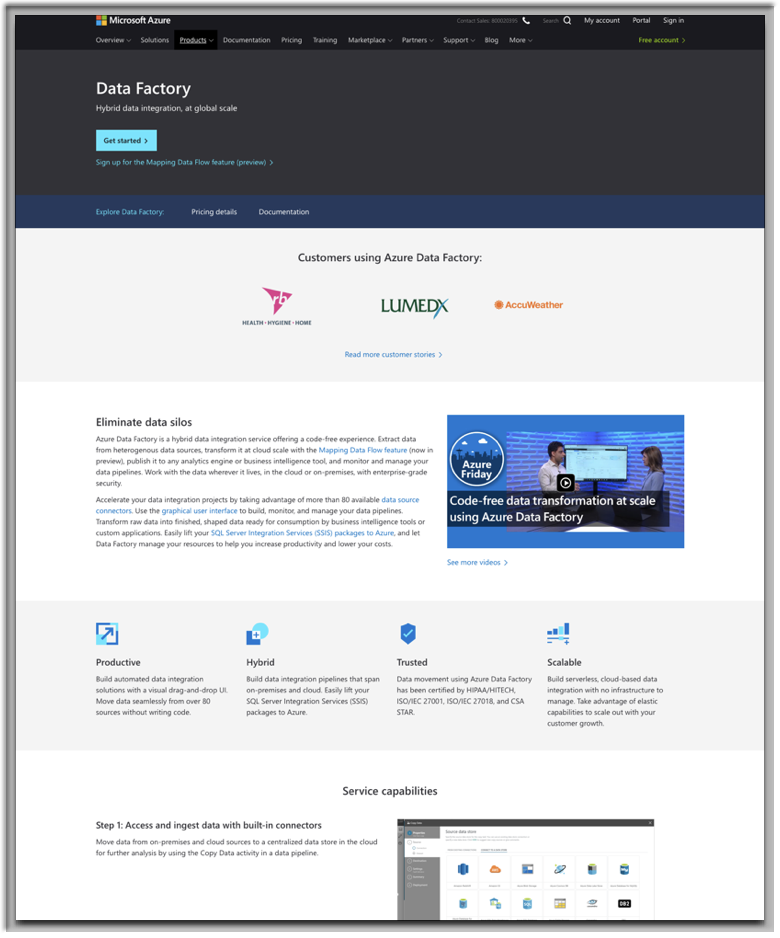 Microsoft Azure
Contact Sales: 800020395 Search My account Portal Sign in
Overview Solutions Products Documentation Pricing Training Marketplace Partners Support Blog More Free account >
Data Factory
Hybrid data integration, at global scale
Get started >
Sign up for the Mapping Data Flow feature (preview) >
Explore Data Factory: Pricing details Documentation
Customers using Azure Data Factory:
rb
HEALTH • HYGIENE • HOME
LUMEDX
AccuWeather
Read more customer stories >
Eliminate data silos
Azure Data Factory is a hybrid data integration service offering a code-free experience. Extract data
from heterogenous data sources, transform it at cloud scale with the Mapping Data Flow feature (now in
preview), publish it to any analytics engine or business intelligence tool, and monitor and manage your
data pipelines. Work with the data wherever it lives, in the cloud or on-premises, with enterprise-grade
security.
Accelerate your data integration projects by taking advantage of more than 80 available data source
connectors. Use the graphical user interface to build, monitor, and manage your data pipelines.
Transform raw data into finished, shaped data ready for consumption by business intelligence tools or
custom applications. Easily lift your SQL Server Integration Services (SSIS) packages to Azure, and let
Data Factory manage your resources to help you increase productivity and lower your costs.
Azure
Friday
Code-free data transformation at scale
using Azure Data Factory
See more videos >
Productive
Build automated data integration
solutions with a visual drag-and-drop UI.
Move data seamlessly from over 80
sources without writing code.
Hybrid
Build data integration pipelines that span
on-premises and cloud. Easily lift your
SQL Server Integration Services (SSIS)
packages to Azure.
Trusted
Data movement using Azure Data Factory
has been certified by HIPAA/HITECH,
ISO/IEC 27001, ISO/IEC 27018, and CSA
STAR.
Scalable
Build serverless, cloud-based data
integration with no infrastructure to
manage. Take advantage of elastic
capabilities to scale out with your
customer growth.
Service capabilities
Step 1: Access and ingest data with built-in connectors
Move data from on-premises and cloud sources to a centralized data store in the cloud
for further analysis by using the Copy Data activity in a data pipeline.
Copy Data
Source data store
DB2